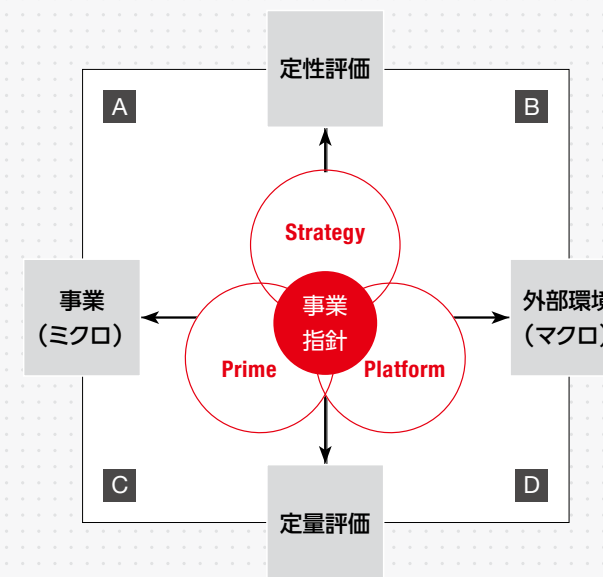 定性評価
A
B
Strategy
事業
(ミクロ)
事業
指針
外部環境
(マクロ)
Prime
Platform
C
D
定量評価